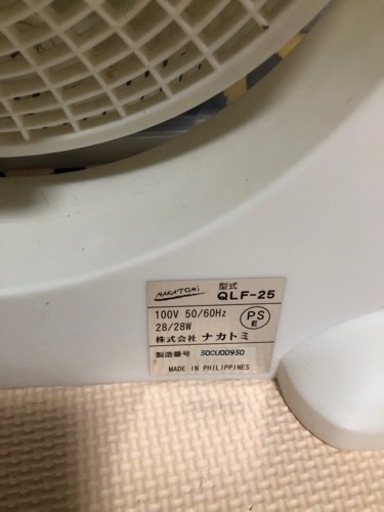 NAKATOMi 型式 QLF-25
100V 50/60Hz
28/28W
PS
E
株式会社 ナカトミ
製造番号 30CU00930
MADE IN PHILIPPINES